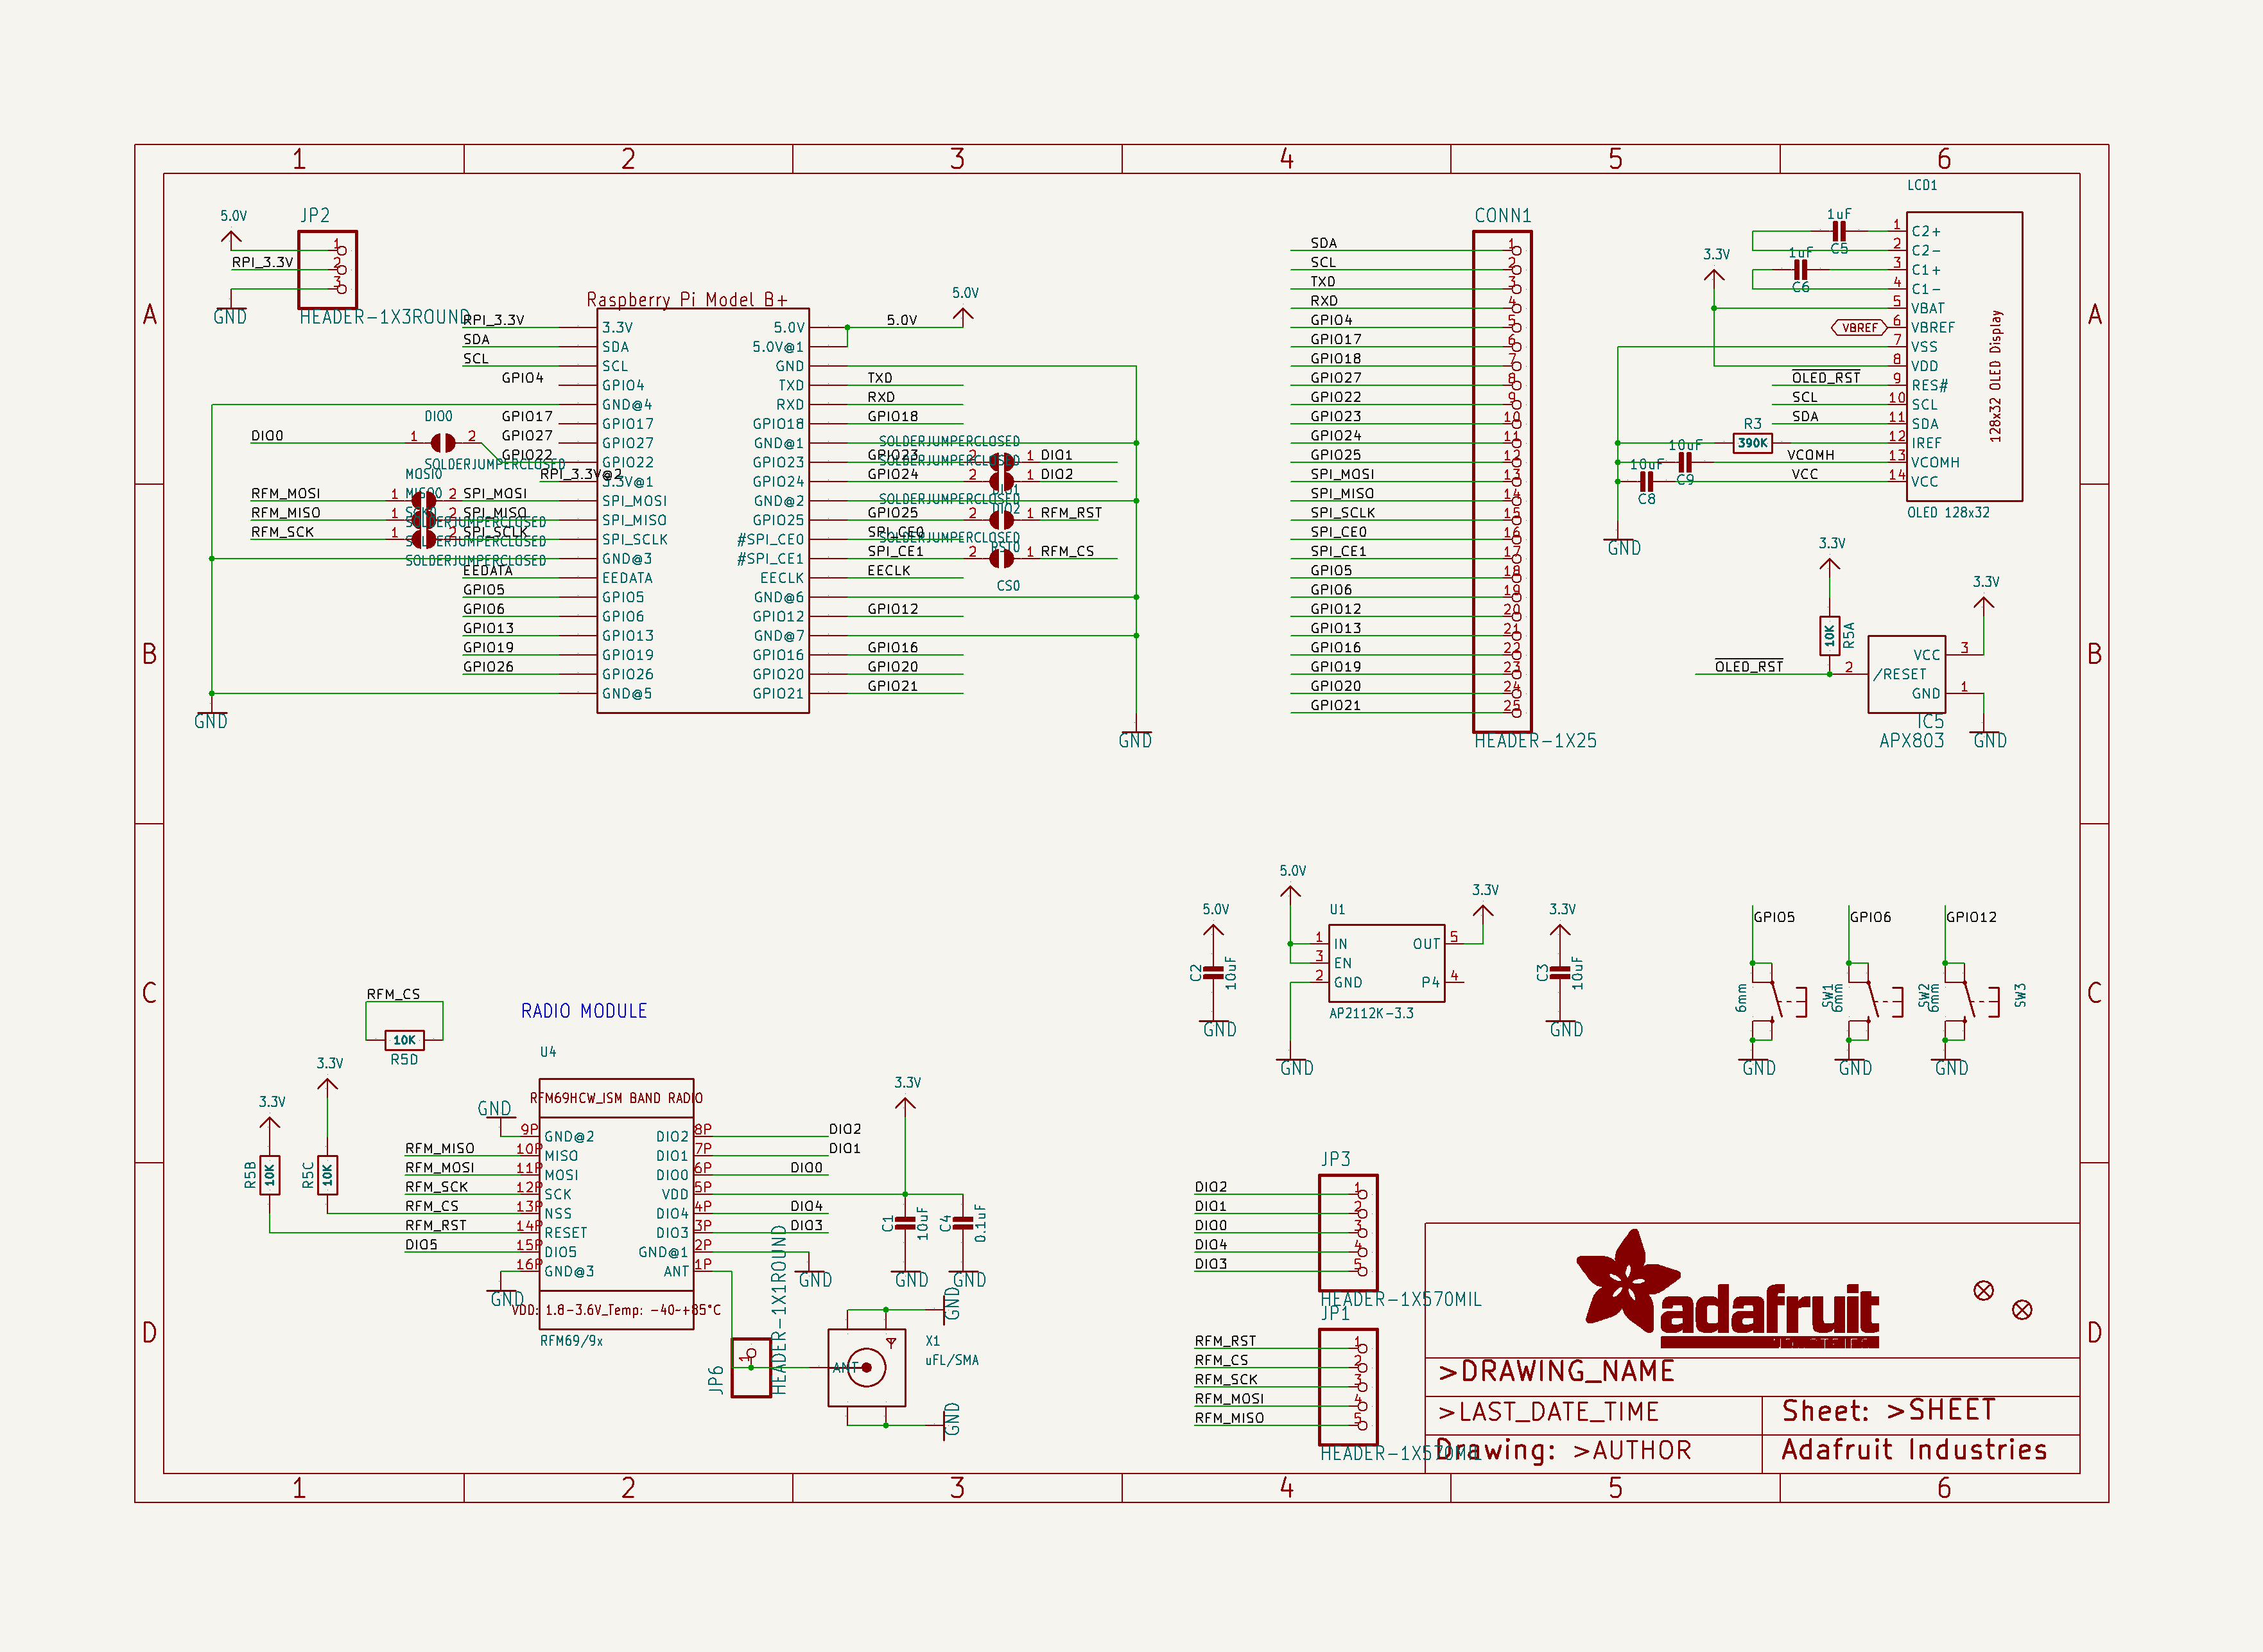 1 2 3 4 5 6
A
B
C
D
A
B
C
D
1 2 3 4 5 6
5.0V
JP2
RPI_3.3V
1
2
3
GND
HEADER-1X3ROUND
Raspberry Pi Model B+
RPI_3.3V
SDA
SCL
GPIO4
GPIO17
GPIO27
GPIO22
RPI_3.3V@2
DIO0
DIO0
1 2
SOLDERJUMPERCLOSED
MOSI0
MISO0
SCK0
RFM_MOSI 1 2 SPI_MOSI
RFM_MISO 1 2 SPI_MISO
RFM_SCK 1 2 SPI_SCLK
SOLDERJUMPERCLOSED
SOLDERJUMPERCLOSED
SOLDERJUMPERCLOSED
EEDATA
GPIO5
GPIO6
GPIO13
GPIO19
GPIO26
GND
3.3V
SDA
SCL
GPIO4
GND@4
GPIO17
GPIO27
GPIO22
3.3V@1
SPI_MOSI
SPI_MISO
SPI_SCLK
GND@3
EEDATA
GPIO5
GPIO6
GPIO13
GPIO19
GPIO26
GND@5
5.0V
5.0V@1
GND
TXD
RXD
GPIO18
GND@1
GPIO23
GPIO24
GND@2
GPIO25
#SPI_CE0
#SPI_CE1
EECLK
GND@6
GPIO12
GND@7
GPIO16
GPIO20
GPIO21
5.0V
5.0V
TXD
RXD
GPIO18
SOLDERJUMPERCLOSED
GPIO23 2 1 DIO1
SOLDERJUMPERCLOSED
GPIO24 2 1 DIO2
DIO1
SOLDERJUMPERCLOSED
DIO2
GPIO25 2 1 RFM_RST
SPI_CE0
SOLDERJUMPERCLOSED
RST0
SPI_CE1 2 1 RFM_CS
EECLK
CS0
GPIO12
GPIO16
GPIO20
GPIO21
GND
CONN1
SDA 1
SCL 2
TXD 3
RXD 4
GPIO4 5
GPIO17 6
GPIO18 7
GPIO27 8
GPIO22 9
GPIO23 10
GPIO24 11
GPIO25 12
SPI_MOSI 13
SPI_MISO 14
SPI_SCLK 15
SPI_CE0 16
SPI_CE1 17
GPIO5 18
GPIO6 19
GPIO12 20
GPIO13 21
GPIO16 22
GPIO19 23
GPIO20 24
GPIO21 25
HEADER-1X25
LCD1
1uF
C5
1uF
C6
3.3V
VBREF
OLED_RST
SCL
SDA
R3
390K
10uF
C9
10uF
C8
VCOMH
VCC
GND
1 C2+
2 C2-
3 C1+
4 C1-
5 VBAT
6 VBREF
7 VSS
8 VDD
9 RES#
10 SCL
11 SDA
12 IREF
13 VCOMH
14 VCC
128x32 OLED Display
OLED 128x32
3.3V
10K
R5A
OLED_RST
2
/RESET
VCC 3
GND 1
3.3V
IC5
APX803
GND
5.0V
C2
10uF
GND
5.0V
U1
1 IN
3 EN
2 GND
OUT 5
P4 4
AP2112K-3.3
GND
3.3V
3.3V
C3
10uF
GND
GPIO5
6mm
SW1
GND
GPIO6
6mm
SW2
GND
GPIO12
6mm
SW3
GND
RFM_CS
10K
R5D
3.3V
R5B
10K
3.3V
R5C
10K
RADIO MODULE
U4
RFM69HCW_ISM BAND RADIO
GND
9P GND@2
RFM_MISO 10P MISO
RFM_MOSI 11P MOSI
RFM_SCK 12P SCK
RFM_CS 13P NSS
RFM_RST 14P RESET
DIO5 15P DIO5
16P GND@3
GND
DIO2 8P DIO2
DIO1 7P DIO1
DIO0 6P DIO0
VDD 5P
DIO4 4P DIO4
DIO3 3P DIO3
GND@1 2P
ANT 1P
GND
VDD: 1.8-3.6V_Temp: -40-+85°C
RFM69/9x
3.3V
C1
10uF
GND
C4
0.1uF
GND
JP6
1
HEADER-1X1ROUND
ANT
X1
uFL/SMA
GND
GND
JP3
DIO2 1
DIO1 2
DIO0 3
DIO4 4
DIO3 5
HEADER-1X570MIL
JP1
RFM_RST 1
RFM_CS 2
RFM_SCK 3
RFM_MOSI 4
RFM_MISO 5
HEADER-1X570MIL
adafruit
>DRAWING_NAME
>LAST_DATE_TIME
Sheet: >SHEET
Drawing: >AUTHOR
Adafruit Industries